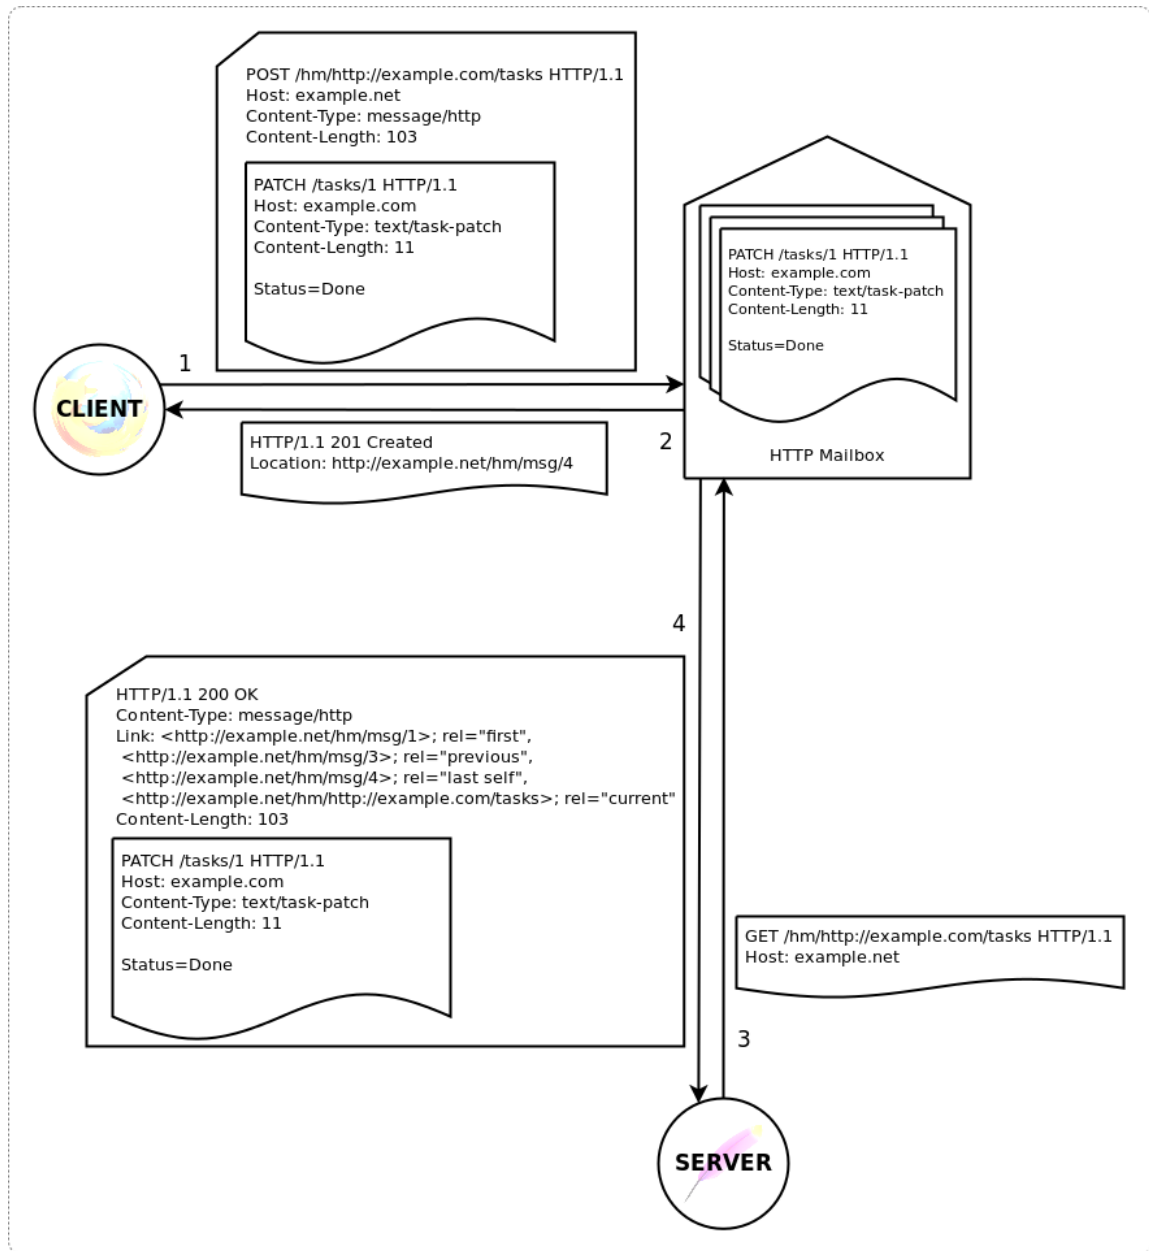 POST /hm/http://example.com/tasks HTTP/1.1
Host: example.net
Content-Type: message/http
Content-Length: 103
PATCH /tasks/1 HTTP/1.1
Host: example.com
Content-Type: text/task-patch
Content-Length: 11
Status=Done
PATCH /tasks/1 HTTP/1.1
Host: example.com
Content-Type: text/task-patch
Content-Length: 11
Status=Done
HTTP Mailbox
1
CLIENT
2
HTTP/1.1 201 Created
Location: http://example.net/hm/msg/4
4
HTTP/1.1 200 OK
Content-Type: message/http
Link: <http://example.net/hm/msg/1>; rel="first",
<http://example.net/hm/msg/3>; rel="previous",
<http://example.net/hm/msg/4>; rel="last self",
<http://example.net/hm/http://example.com/tasks>; rel="current"
Content-Length: 103
PATCH /tasks/1 HTTP/1.1
Host: example.com
Content-Type: text/task-patch
Content-Length: 11
Status=Done
GET /hm/http://example.com/tasks HTTP/1.1
Host: example.net
3
SERVER